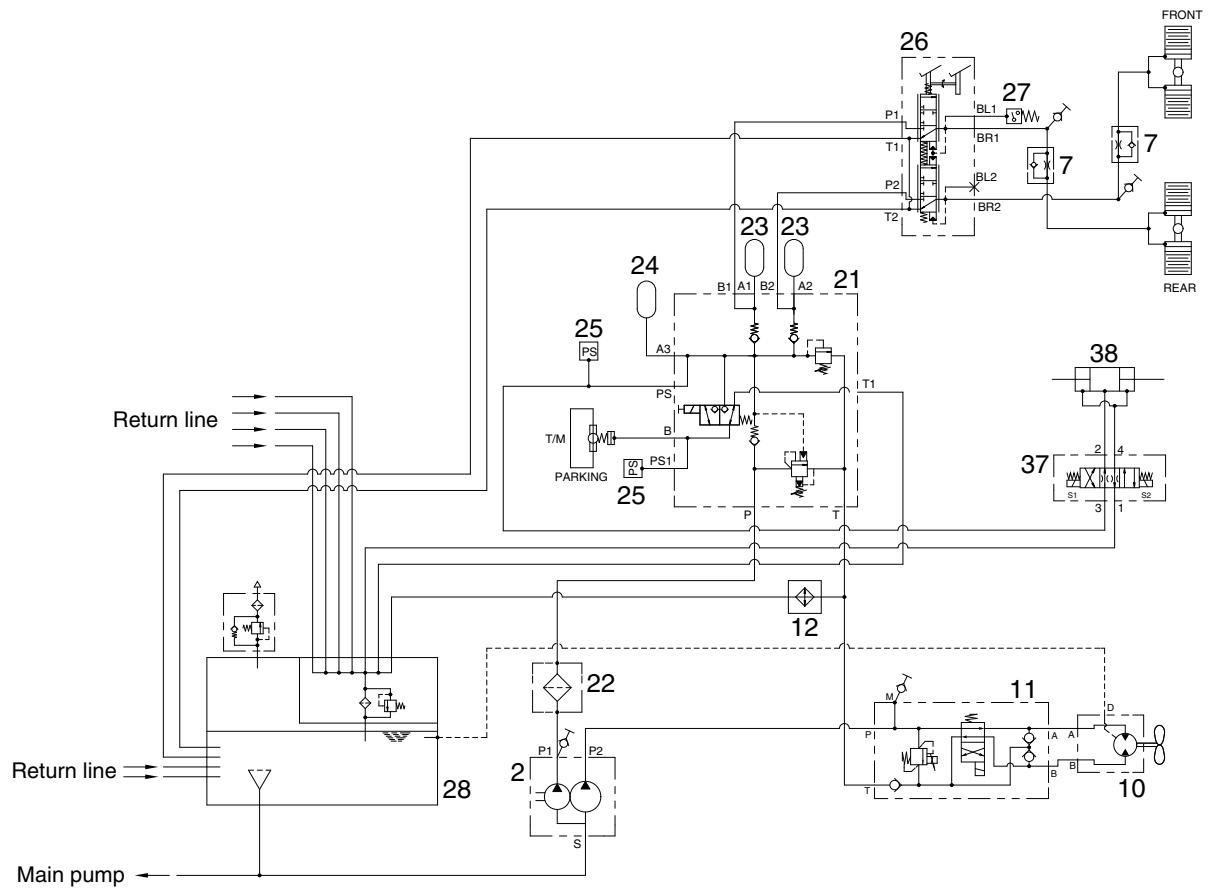 FRONT
26
P1
BL1
27
T1
BR1
7
7
P2
BL2
T2
BR2
23
23
24
B1 A1 B2 A2
21
REAR
25
PS
A3
T1
38
PS
Return line
T/M
B
PARKING
PS
PS1
25
2 4
37
S1
S2
3 1
P
T
12
22
M
11
D
P
A
A
B
B
T
10
P1
P2
2
Return line
28
S
Main pump